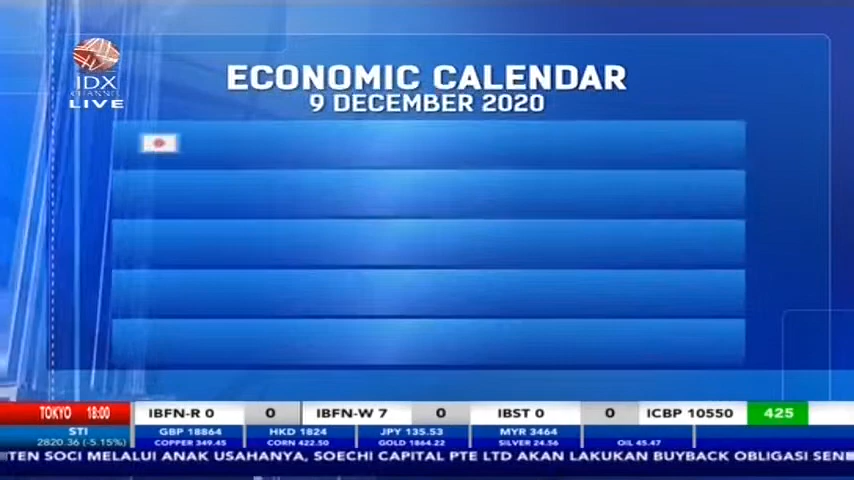 IDX
CHANNEL
LIVE
ECONOMIC CALENDAR
9 DECEMBER 2020
TOKYO 18:00 IBFN-R 0 0 IBFN-W 7 0 IBST 0 0 ICBP 10550 425
STI GBP 18864 HKD 1824 JPY 135.53 MYR 3464
2820.36 (-5.15%) COPPER 349.45 CORN 422.50 GOLD 1864.22 SILVER 24.56 OIL 45.47
ITEN SOCI MELALUI ANAK USAHANYA, SOECHI CAPITAL PTE LTD AKAN LAKUKAN BUYBACK OBLIGASI SEN